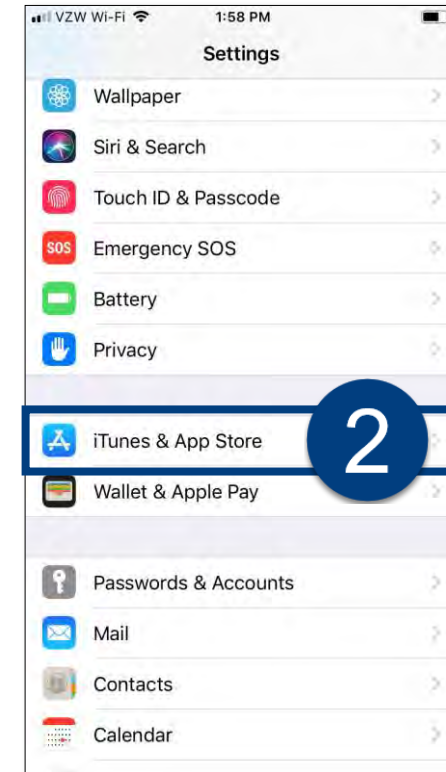 VZW Wi-Fi 1:58 PM
Settings
Wallpaper
Siri & Search
Touch ID & Passcode
SOS Emergency SOS
Battery
Privacy
iTunes & App Store 2
Wallet & Apple Pay
Passwords & Accounts
Mail
Contacts
Calendar